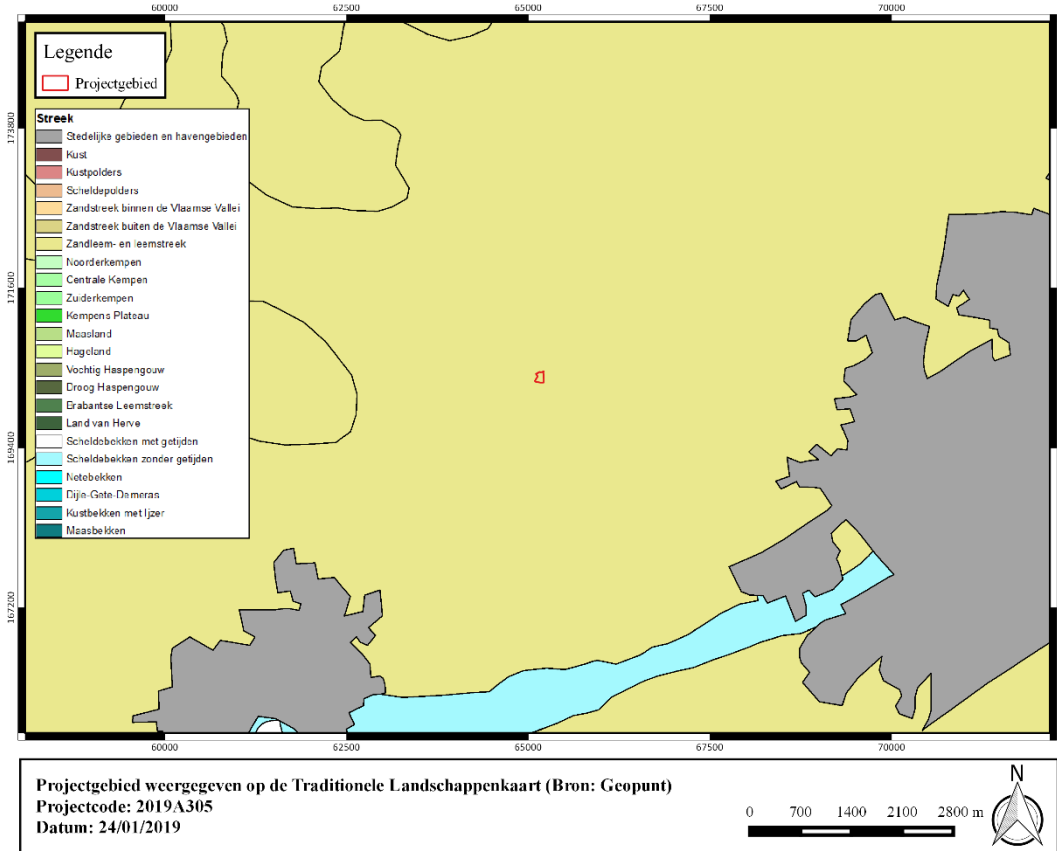 60000 62500 65000 67500 70000
Legende
Projectgebied
Streek
Stedelijke gebieden en havengebieden
Kust
Kustpolders
Scheldepolders
Zandstreek binnen de Vlaamse Vallei
Zandstreek buiten de Vlaamse Vallei
Zandleem- en leemstreek
Noorderkempen
Centrale Kempen
Zuiderkempen
Kempens Plateau
Maasland
Hageland
Vochtig Haspengouw
Droog Haspengouw
Brabantse Leemstreek
Land van Herve
Scheldebekken met getijden
Scheldebekken zonder getijden
Netebekken
Dijle-Gete-Demeras
Kustbekken met Ijzer
Maasbekken
173800 173800
171600 171600
169400 169400
167200 167200
60000 62500 65000 67500 70000
Projectgebied weergegeven op de Traditionele Landschappenkaart (Bron: Geopunt)
Projectcode: 2019A305
Datum: 24/01/2019
0 700 1400 2100 2800 m
N